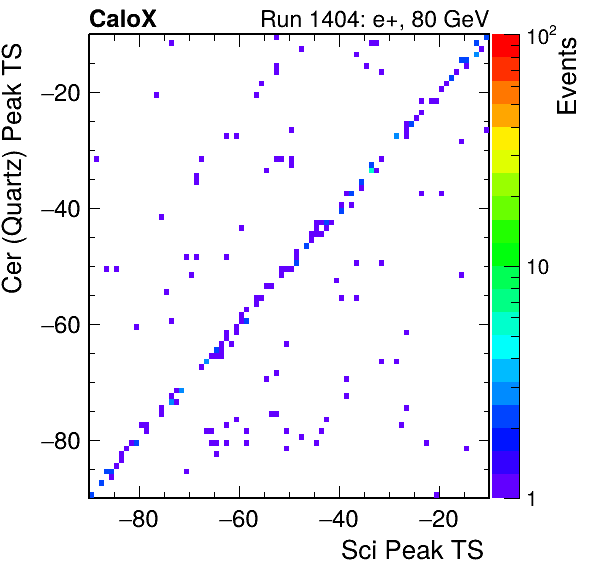 CaloX Run 1404: e+, 80 GeV
Cer (Quartz) Peak TS
−20
−40
−60
−80
−80 −60 −40 −20
Sci Peak TS
10²
10
1
Events